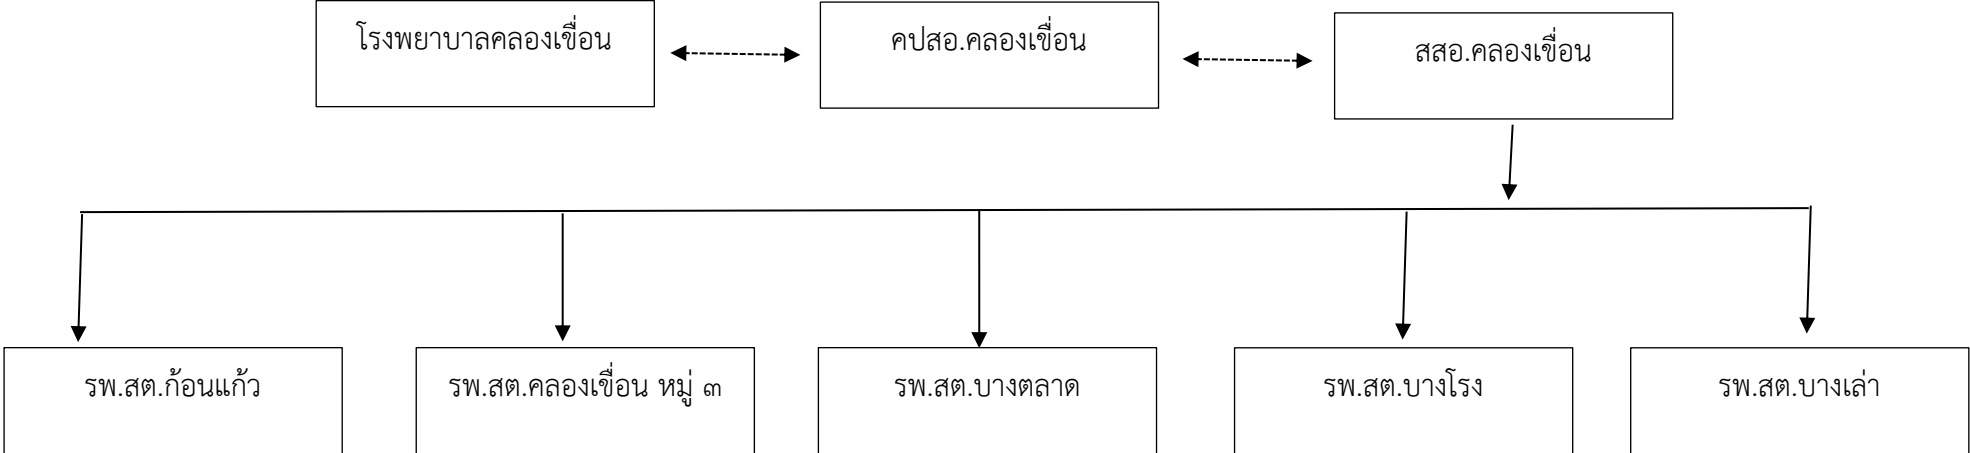 โรงพยาบาลคลองเขื่อน
คปสอ.คลองเขื่อน
สสอ.คลองเขื่อน
รพ.สต.ก้อนแก้ว
รพ.สต.คลองเขื่อน หมู่ ๓
รพ.สต.บางตลาด
รพ.สต.บางโรง
รพ.สต.บางเล่า